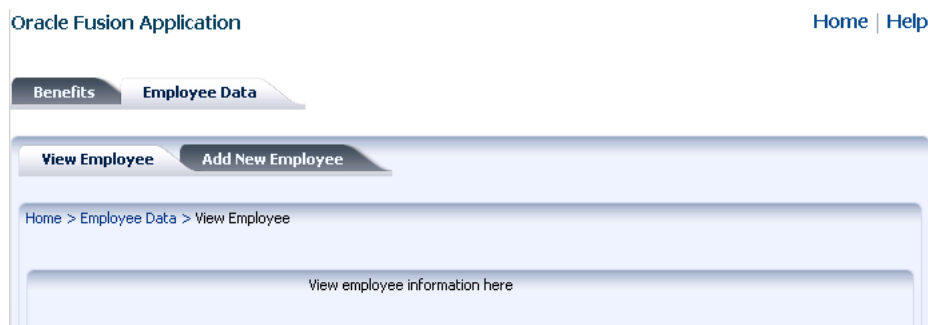 Oracle Fusion Application
Home | Help
Benefits Employee Data
View Employee Add New Employee
Home > Employee Data > View Employee
View employee information here